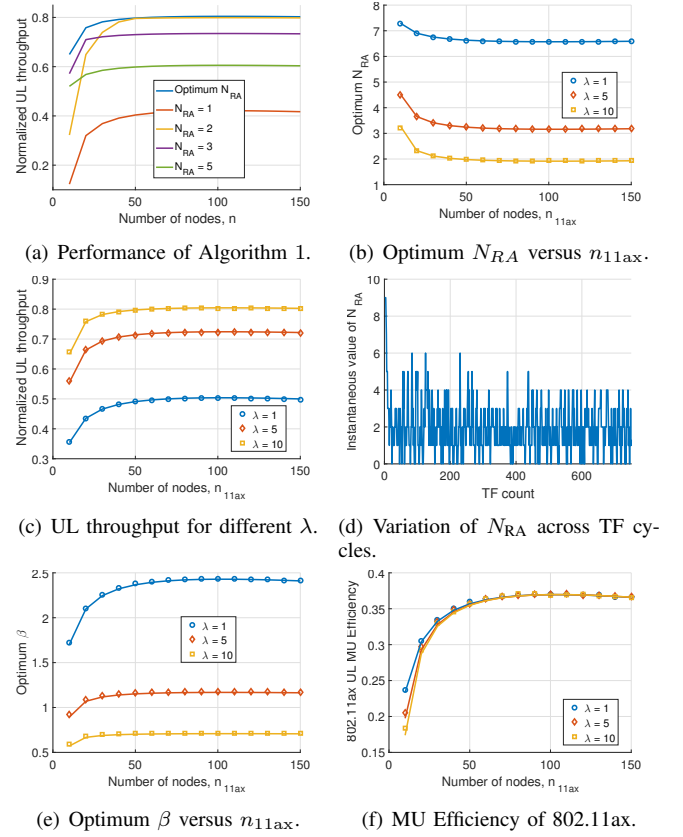 0.8
0.6
0.4
0.2
Normalized UL throughput
Optimum N_RA
N_RA = 1
N_RA = 2
N_RA = 3
N_RA = 5
0 50 100 150
Number of nodes, n
(a) Performance of Algorithm 1.
8
7
6
5
4
3
2
1
Optimum N_RA
λ = 1
λ = 5
λ = 10
0 50 100 150
Number of nodes, n_11ax
(b) Optimum N_RA versus n_11ax.
0.9
0.8
0.7
0.6
0.5
0.4
0.3
Normalized UL throughput
λ = 1
λ = 5
λ = 10
0 50 100 150
Number of nodes, n_11ax
(c) UL throughput for different λ.
10
8
6
4
2
0
Instantaneous value of N_RA
0 200 400 600
TF count
(d) Variation of N_RA across TF cy-
cles.
2.5
2
1.5
1
0.5
Optimum β
λ = 1
λ = 5
λ = 10
0 50 100 150
Number of nodes, n_11ax
(e) Optimum β versus n_11ax.
0.4
0.35
0.3
0.25
0.2
0.15
802.11ax UL MU Efficiency
λ = 1
λ = 5
λ = 10
0 50 100 150
Number of nodes, n_11ax
(f) MU Efficiency of 802.11ax.